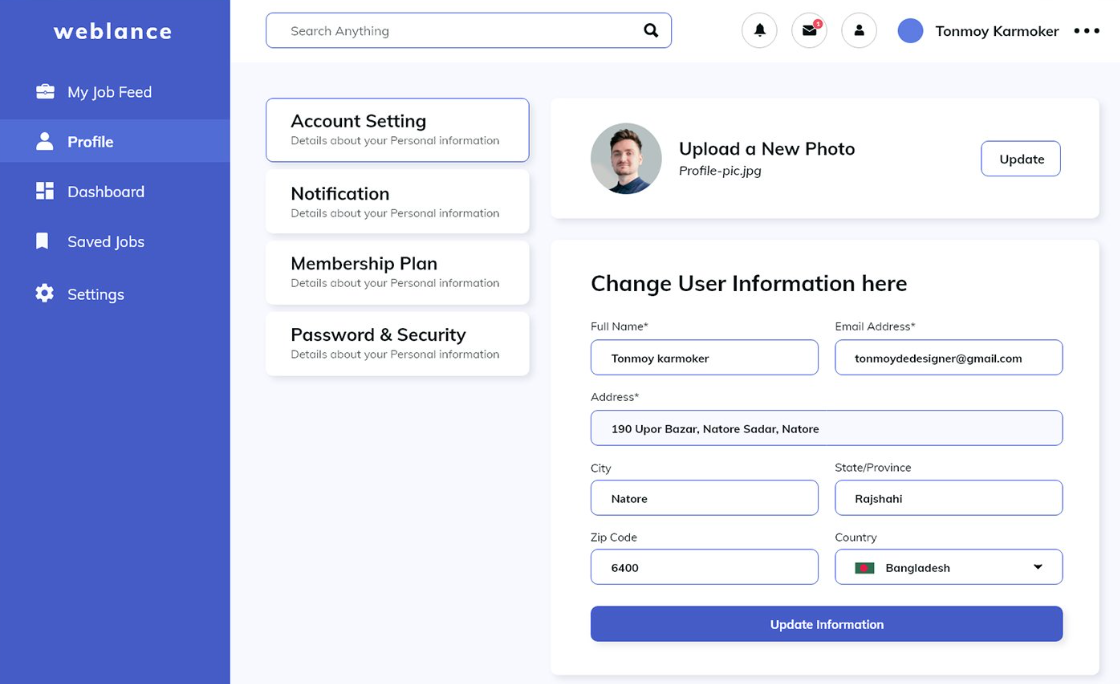 weblance
Search Anything
1
Tonmoy Karmoker
My Job Feed
Profile
Dashboard
Saved Jobs
Settings
Account Setting
Details about your Personal information
Notification
Details about your Personal information
Membership Plan
Details about your Personal information
Password & Security
Details about your Personal information
Upload a New Photo
Profile-pic.jpg
Update
Change User Information here
Full Name*
Email Address*
Tonmoy karmoker
tonmoydedesigner@gmail.com
Address*
190 Upor Bazar, Natore Sadar, Natore
City
State/Province
Natore
Rajshahi
Zip Code
Country
6400
Bangladesh
Update Information